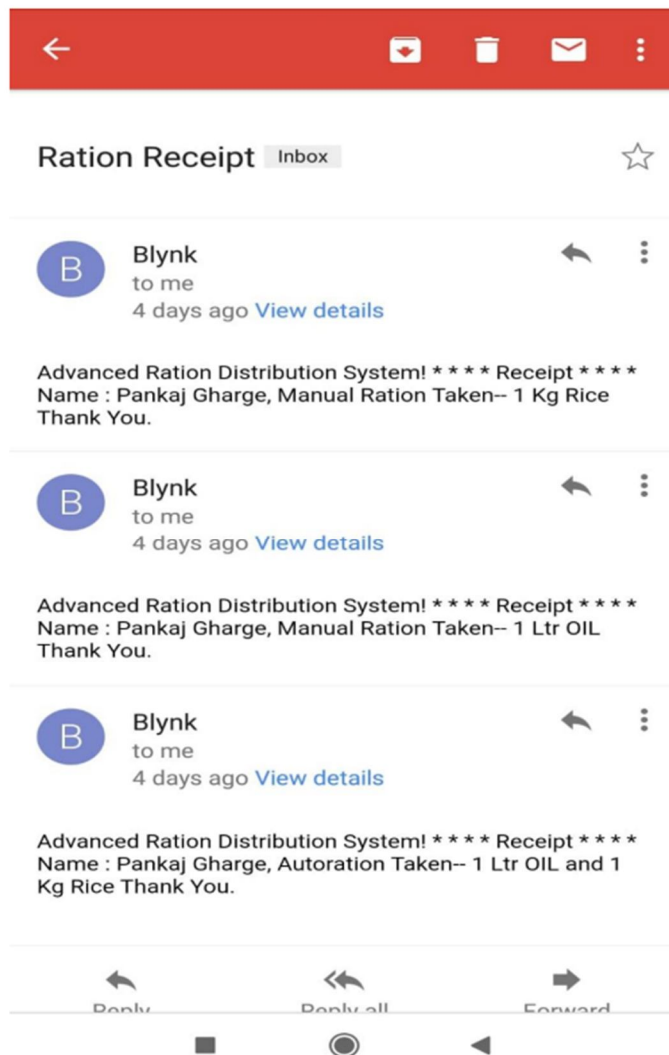 Ration Receipt Inbox
B
Blynk
to me
4 days ago View details
Advanced Ration Distribution System! * * * * Receipt * * * *
Name : Pankaj Gharge, Manual Ration Taken-- 1 Kg Rice
Thank You.
B
Blynk
to me
4 days ago View details
Advanced Ration Distribution System! * * * * Receipt * * * *
Name : Pankaj Gharge, Manual Ration Taken-- 1 Ltr OIL
Thank You.
B
Blynk
to me
4 days ago View details
Advanced Ration Distribution System! * * * * Receipt * * * *
Name : Pankaj Gharge, Autoration Taken-- 1 Ltr OIL and 1
Kg Rice Thank You.
Reply Reply all Forward